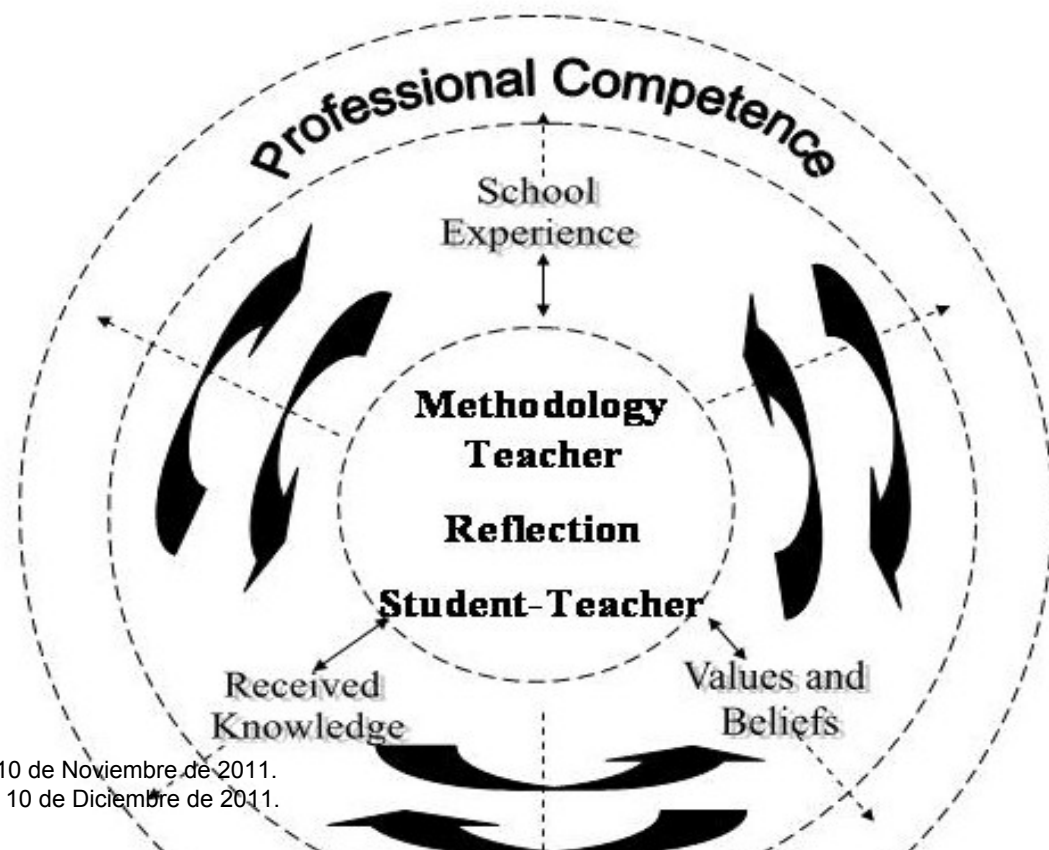 Professional Competence
School
Experience
Methodology
Teacher
Reflection
Student-Teacher
Received
Knowledge
Values and
Beliefs
10 de Noviembre de 2011.
10 de Diciembre de 2011.